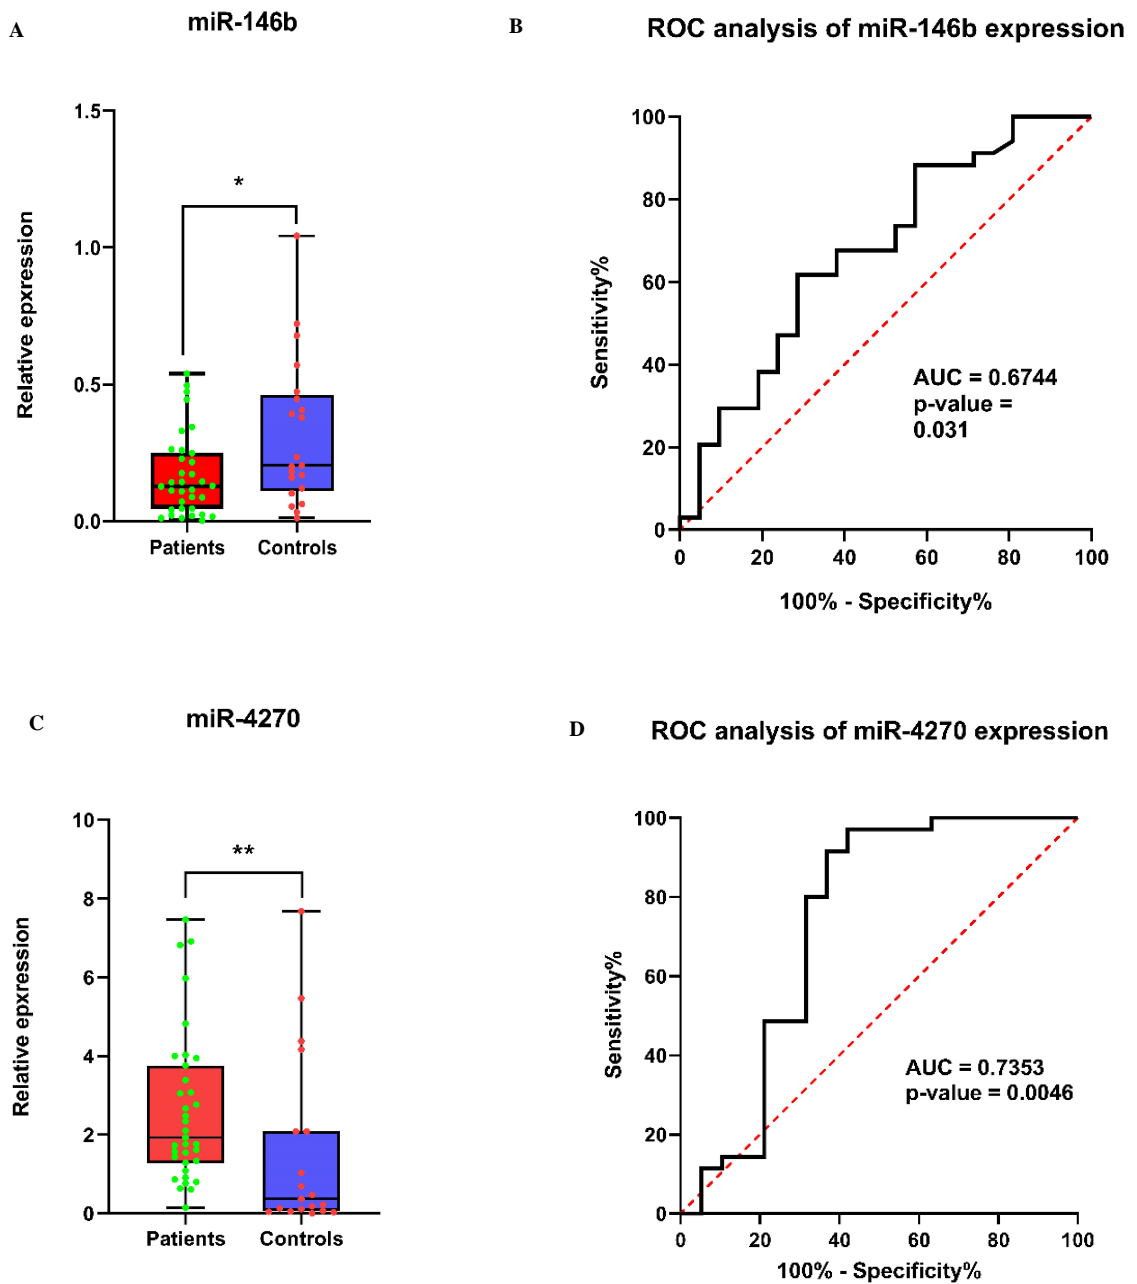 A
miR-146b
Relative epxression
1.5
1.0
0.5
0.0
*
Patients
Controls
B
ROC analysis of miR-146b expression
Sensitivity%
100
80
60
40
20
0
0
20
40
60
80
100
100% - Specificity%
AUC = 0.6744
p-value =
0.031
C
miR-4270
Relative epxression
10
8
6
4
2
0
**
Patients
Controls
D
ROC analysis of miR-4270 expression
Sensitivity%
100
80
60
40
20
0
0
20
40
60
80
100
100% - Specificity%
AUC = 0.7353
p-value = 0.0046